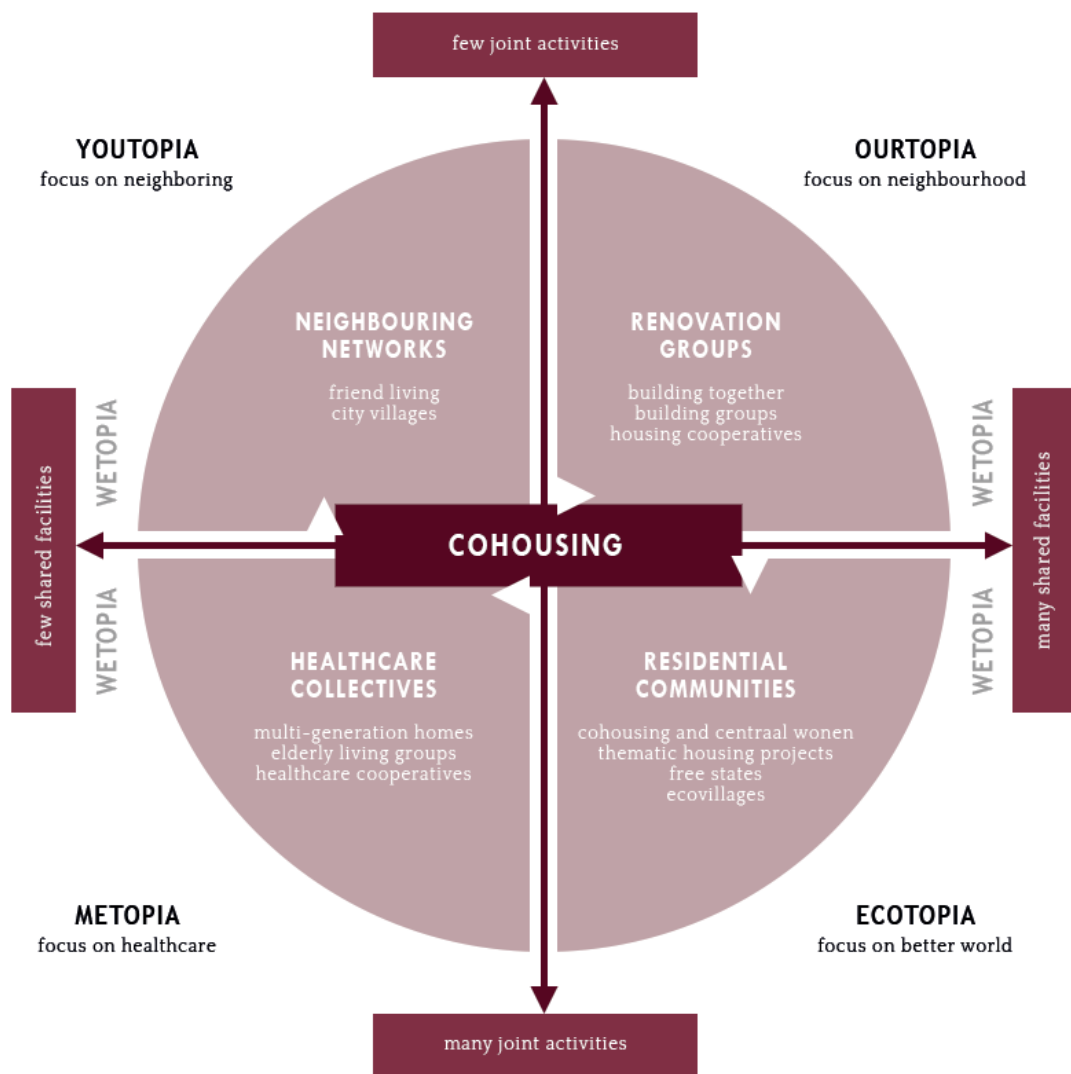 few joint activities
YOUTOPIA
focus on neighboring
OURTOPIA
focus on neighbourhood
NEIGHBOURING
NETWORKS
friend living
city villages
RENOVATION
GROUPS
building together
building groups
housing cooperatives
few shared facilities
WETOPIA
WETOPIA
COHOUSING
WETOPIA
WETOPIA
many shared facilities
HEALTHCARE
COLLECTIVES
multi-generation homes
elderly living groups
healthcare cooperatives
RESIDENTIAL
COMMUNITIES
cohousing and centraal wonen
thematic housing projects
free states
ecovillages
METOPIA
focus on healthcare
ECOTOPIA
focus on better world
many joint activities